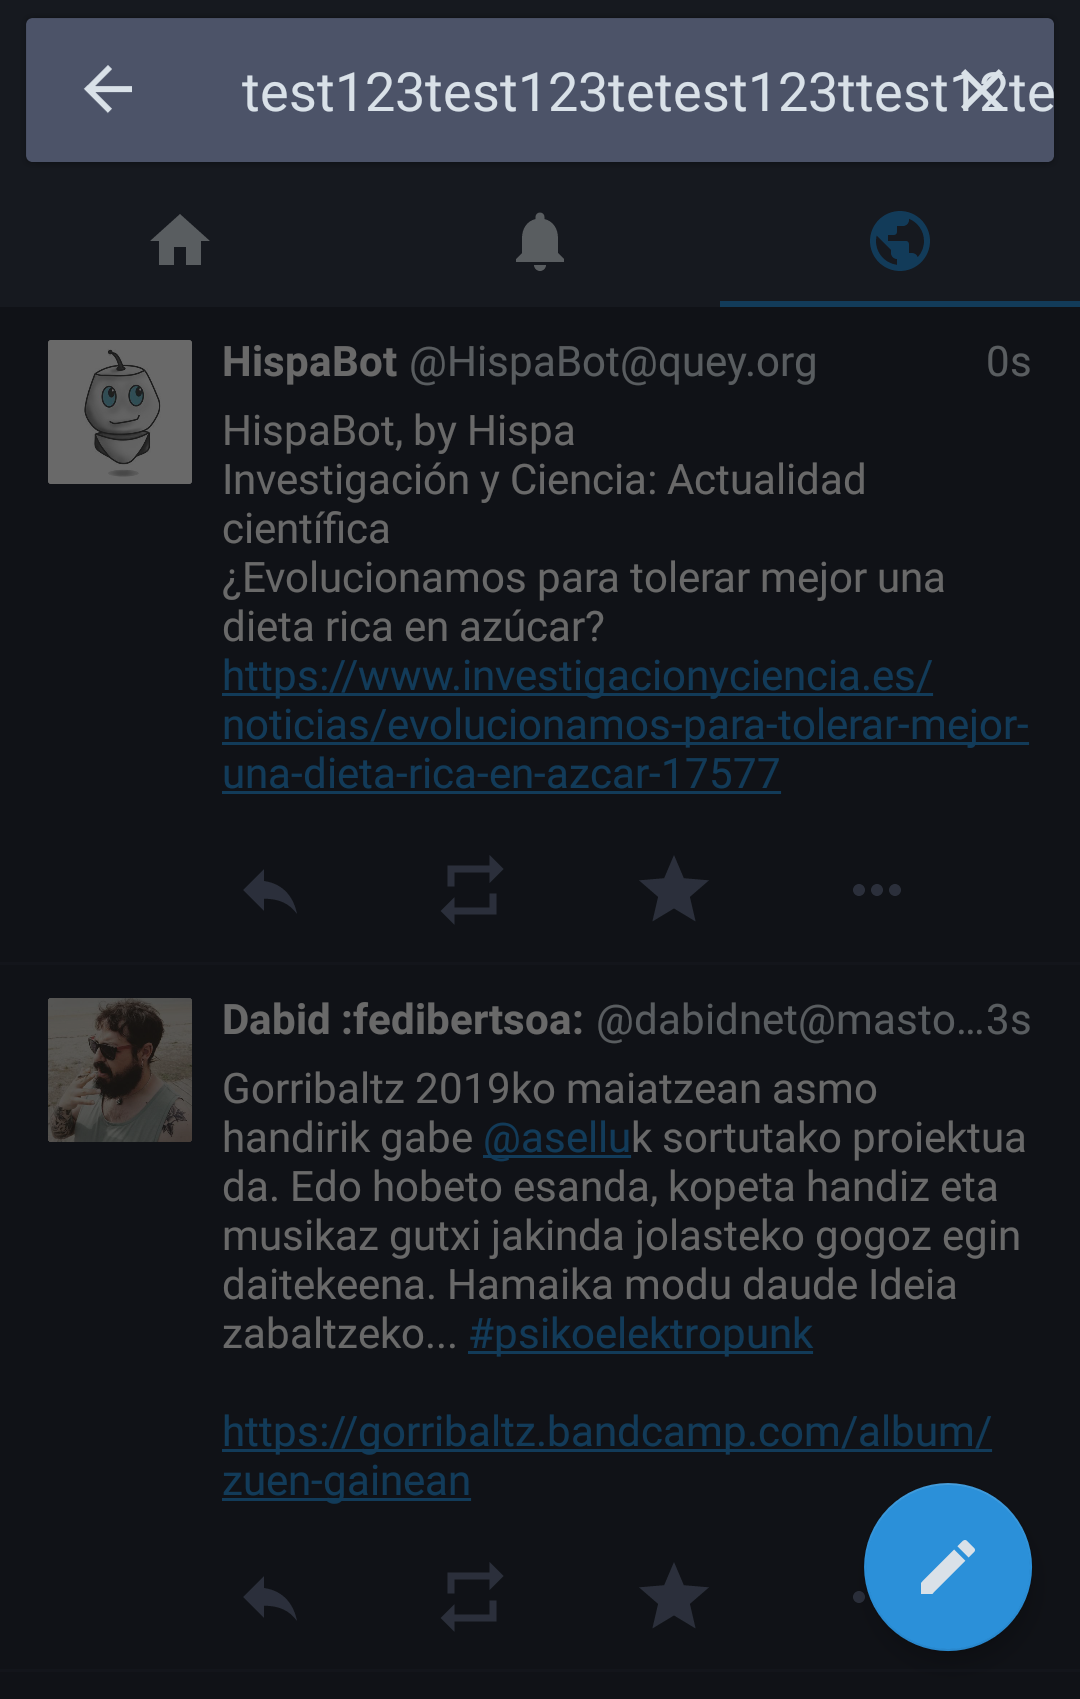 test123test123tetest123ttest12te
HispaBot @HispaBot@quey.org 0s
HispaBot, by Hispa
Investigación y Ciencia: Actualidad
científica
¿Evolucionamos para tolerar mejor una
dieta rica en azúcar?
https://www.investigacionyciencia.es/
noticias/evolucionamos-para-tolerar-mejor-
una-dieta-rica-en-azcar-17577
Dabid :fedibertsoa: @dabidnet@masto...3s
Gorribaltz 2019ko maiatzean asmo
handirik gabe @aselluk sortutako proiektua
da. Edo hobeto esanda, kopeta handiz eta
musikaz gutxi jakinda jolasteko gogoz egin
daitekeena. Hamaika modu daude Ideia
zabaltzeko... #psikoelektropunk
https://gorribaltz.bandcamp.com/album/
zuen-gainean